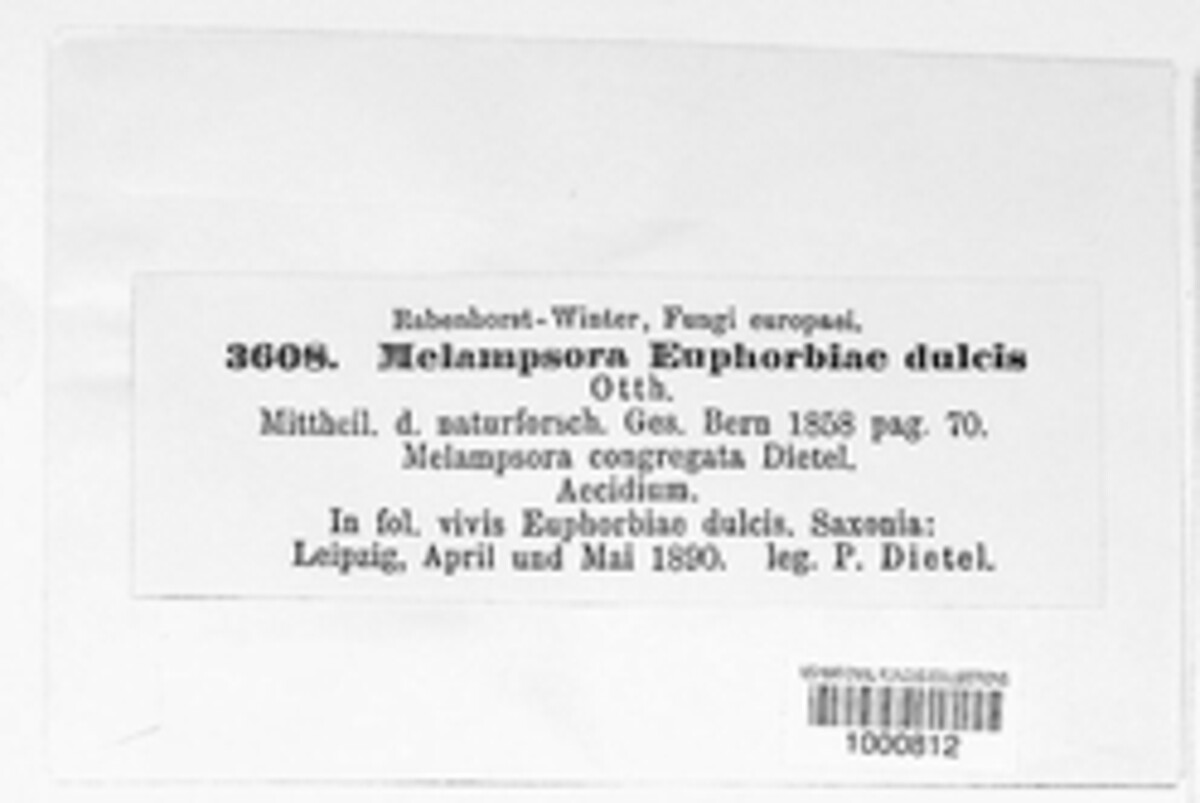 Rabenhorst-Winter, Fungi europaei.
3608. Melampsora Euphorbiae dulcis
Otth.
Mittheil. d. naturforsch. Ges. Bern 1858 pag. 70.
Melampsora congregata Dietel.
Aecidium.
In fol. vivis Euphorbiae dulcis. Saxonia:
Leipzig, April und Mai 1890. leg. P. Dietel.
1000812